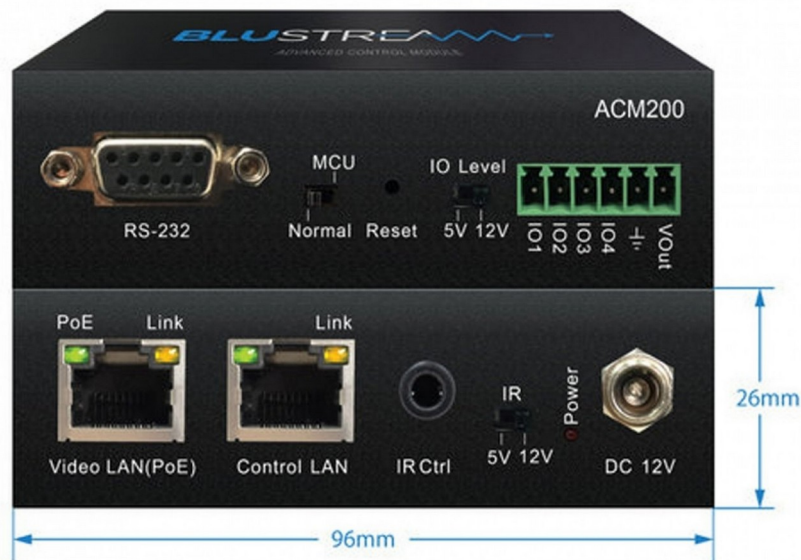 BLUSTREAM
ADVANCED CONTROL MODULE
ACM200
MCU
IO Level
RS-232
Normal
Reset
5V 12V
IO1
IO2
IO3
IO4
VOut
PoE
Link
Link
IR
Power
Video LAN(PoE)
Control LAN
IR Ctrl
5V 12V
DC 12V
26mm
96mm